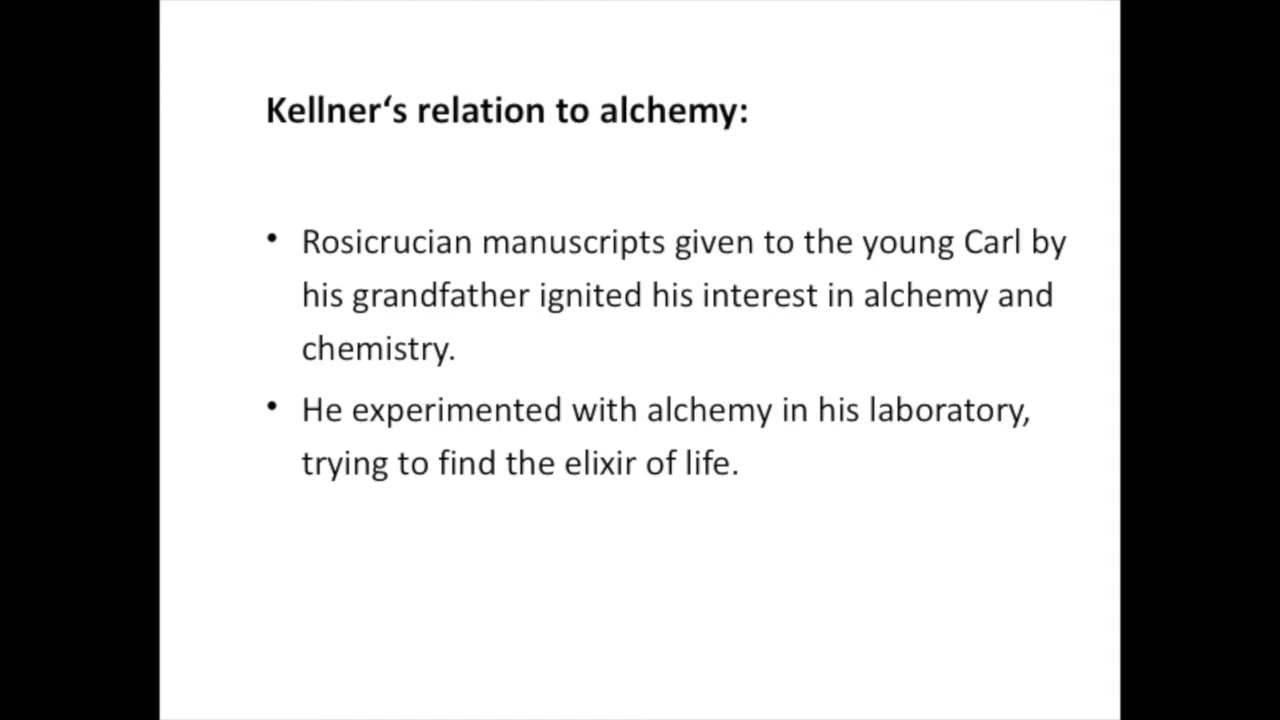 Kellner‘s relation to alchemy:
• Rosicrucian manuscripts given to the young Carl by
his grandfather ignited his interest in alchemy and
chemistry.
• He experimented with alchemy in his laboratory,
trying to find the elixir of life.